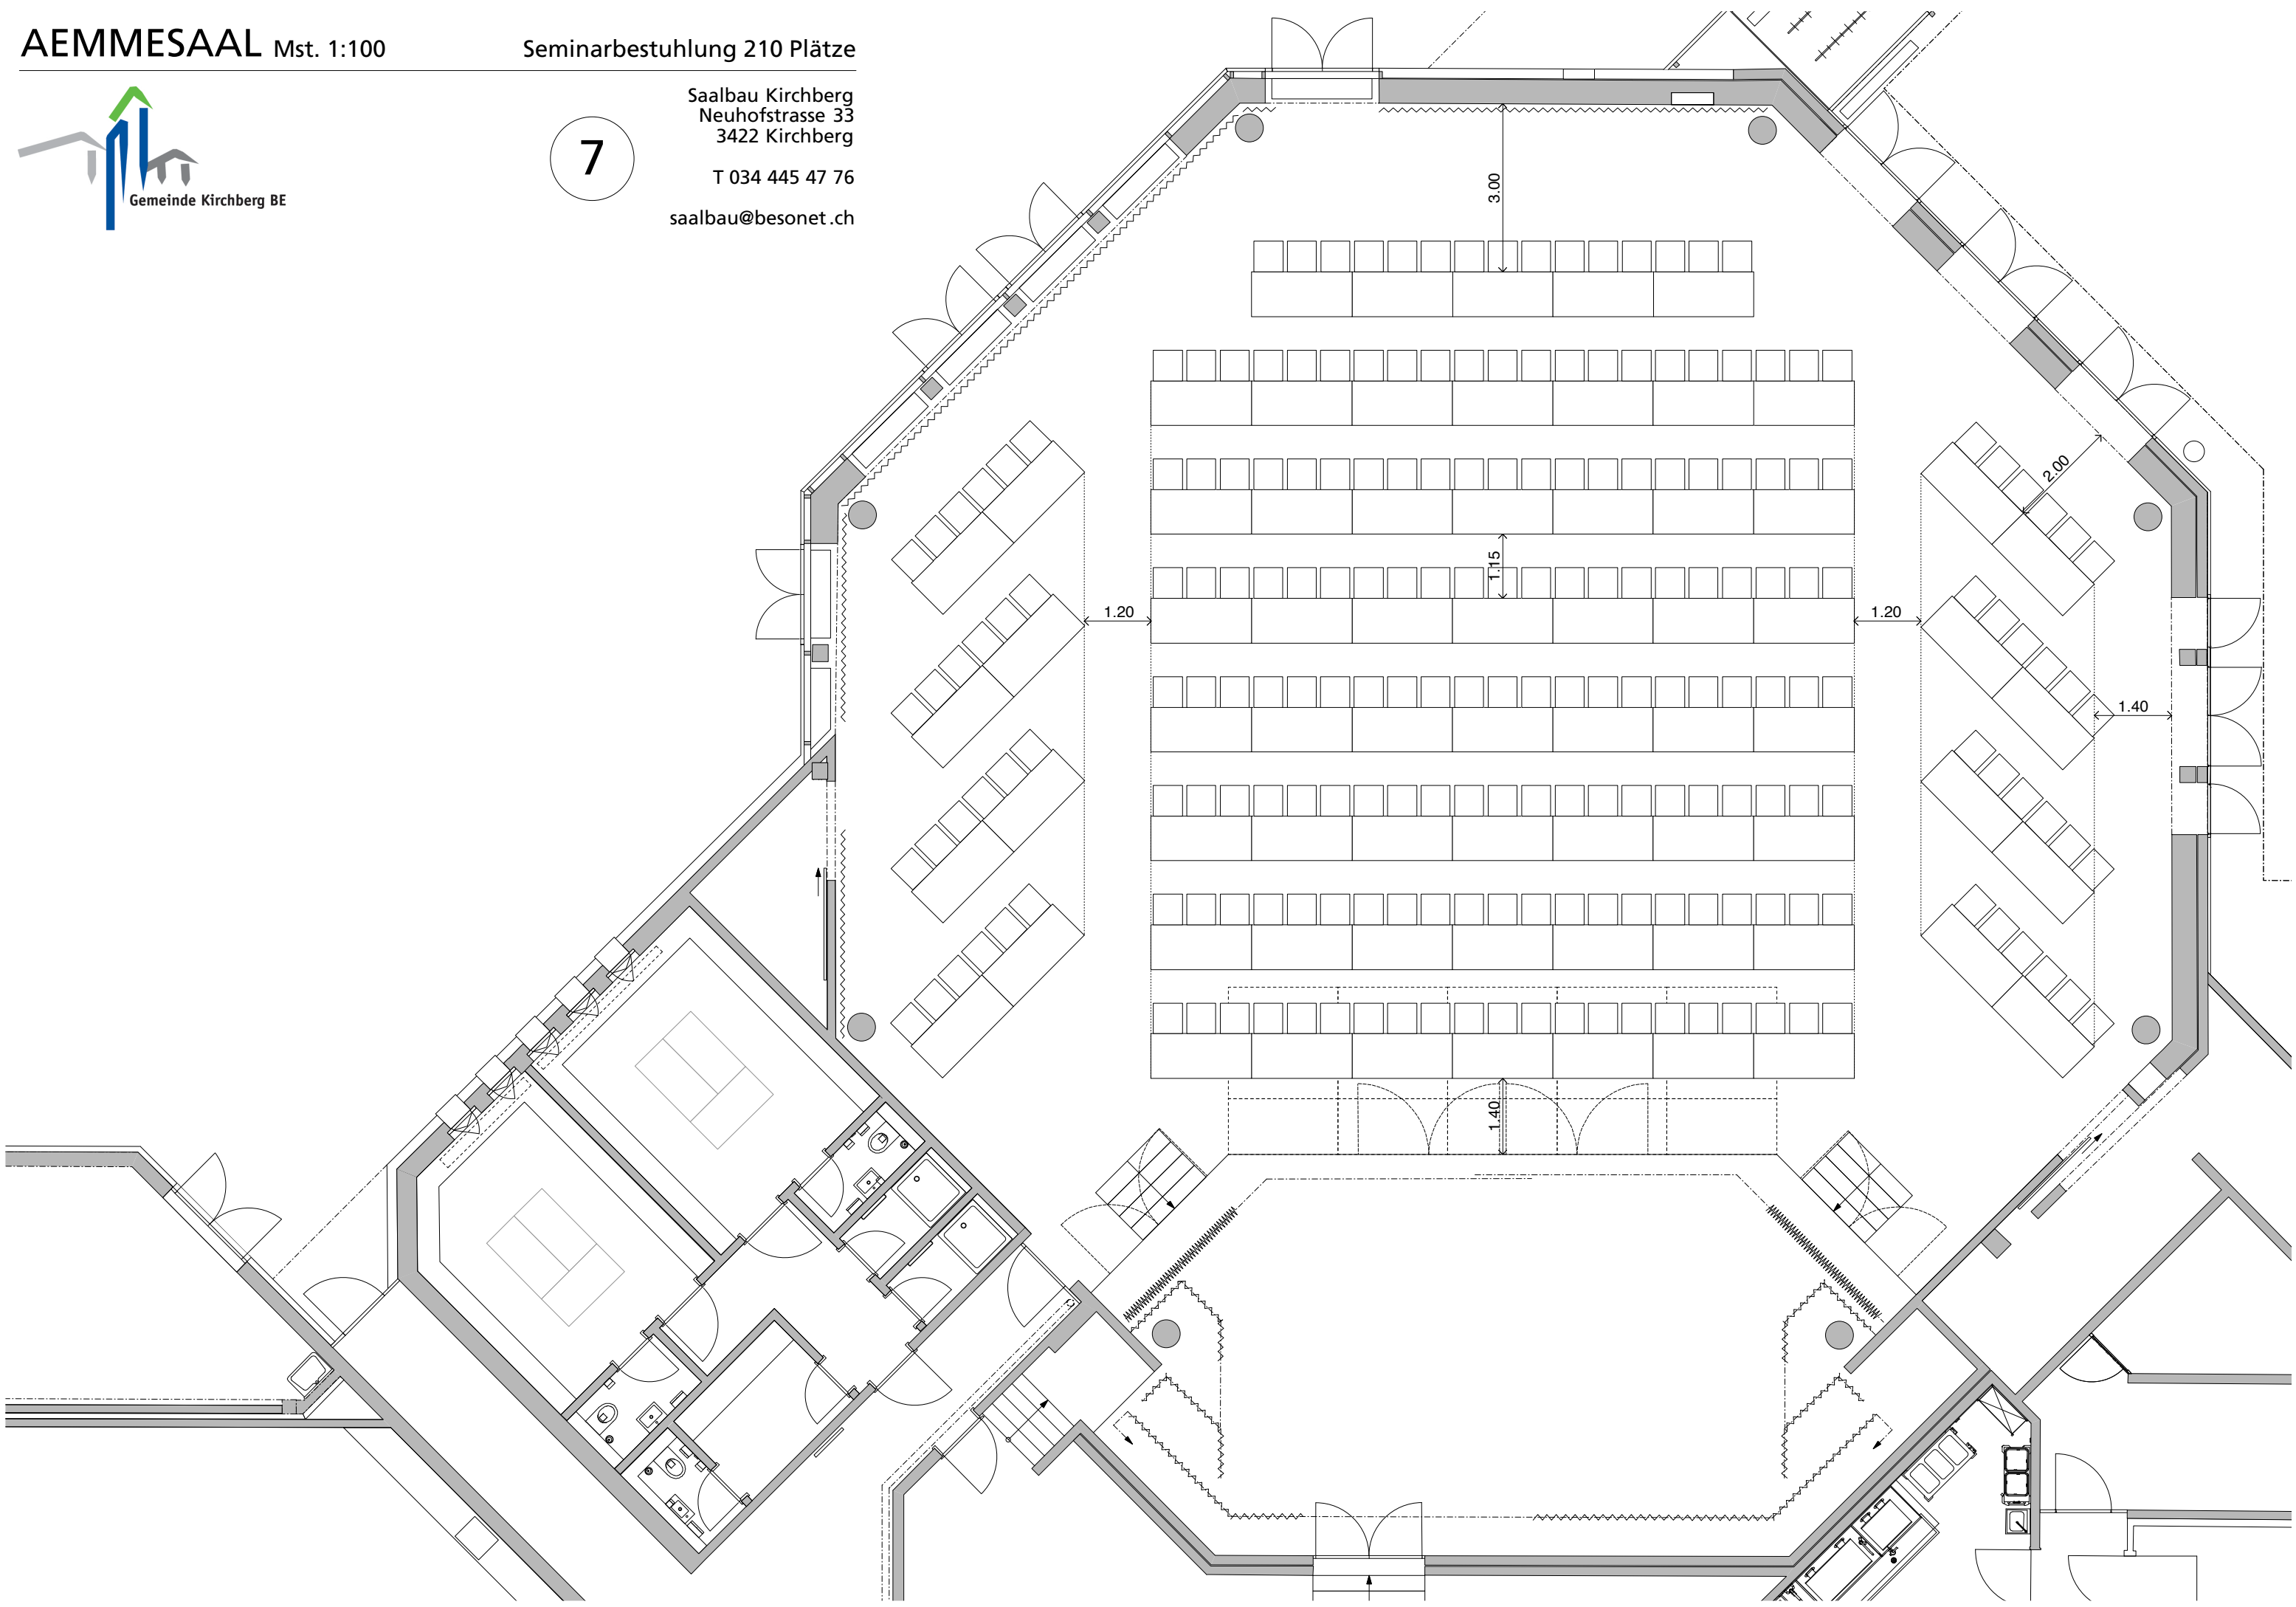 AEMMESAAL Mst. 1:100
Seminarbestuhlung 210 Plätze
Gemeinde Kirchberg BE
7
Saalbau Kirchberg
Neuhofstrasse 33
3422 Kirchberg
T 034 445 47 76
saalbau@besonet.ch
3.00
2.00
1.15
1.20
1.20
1.40
1.40